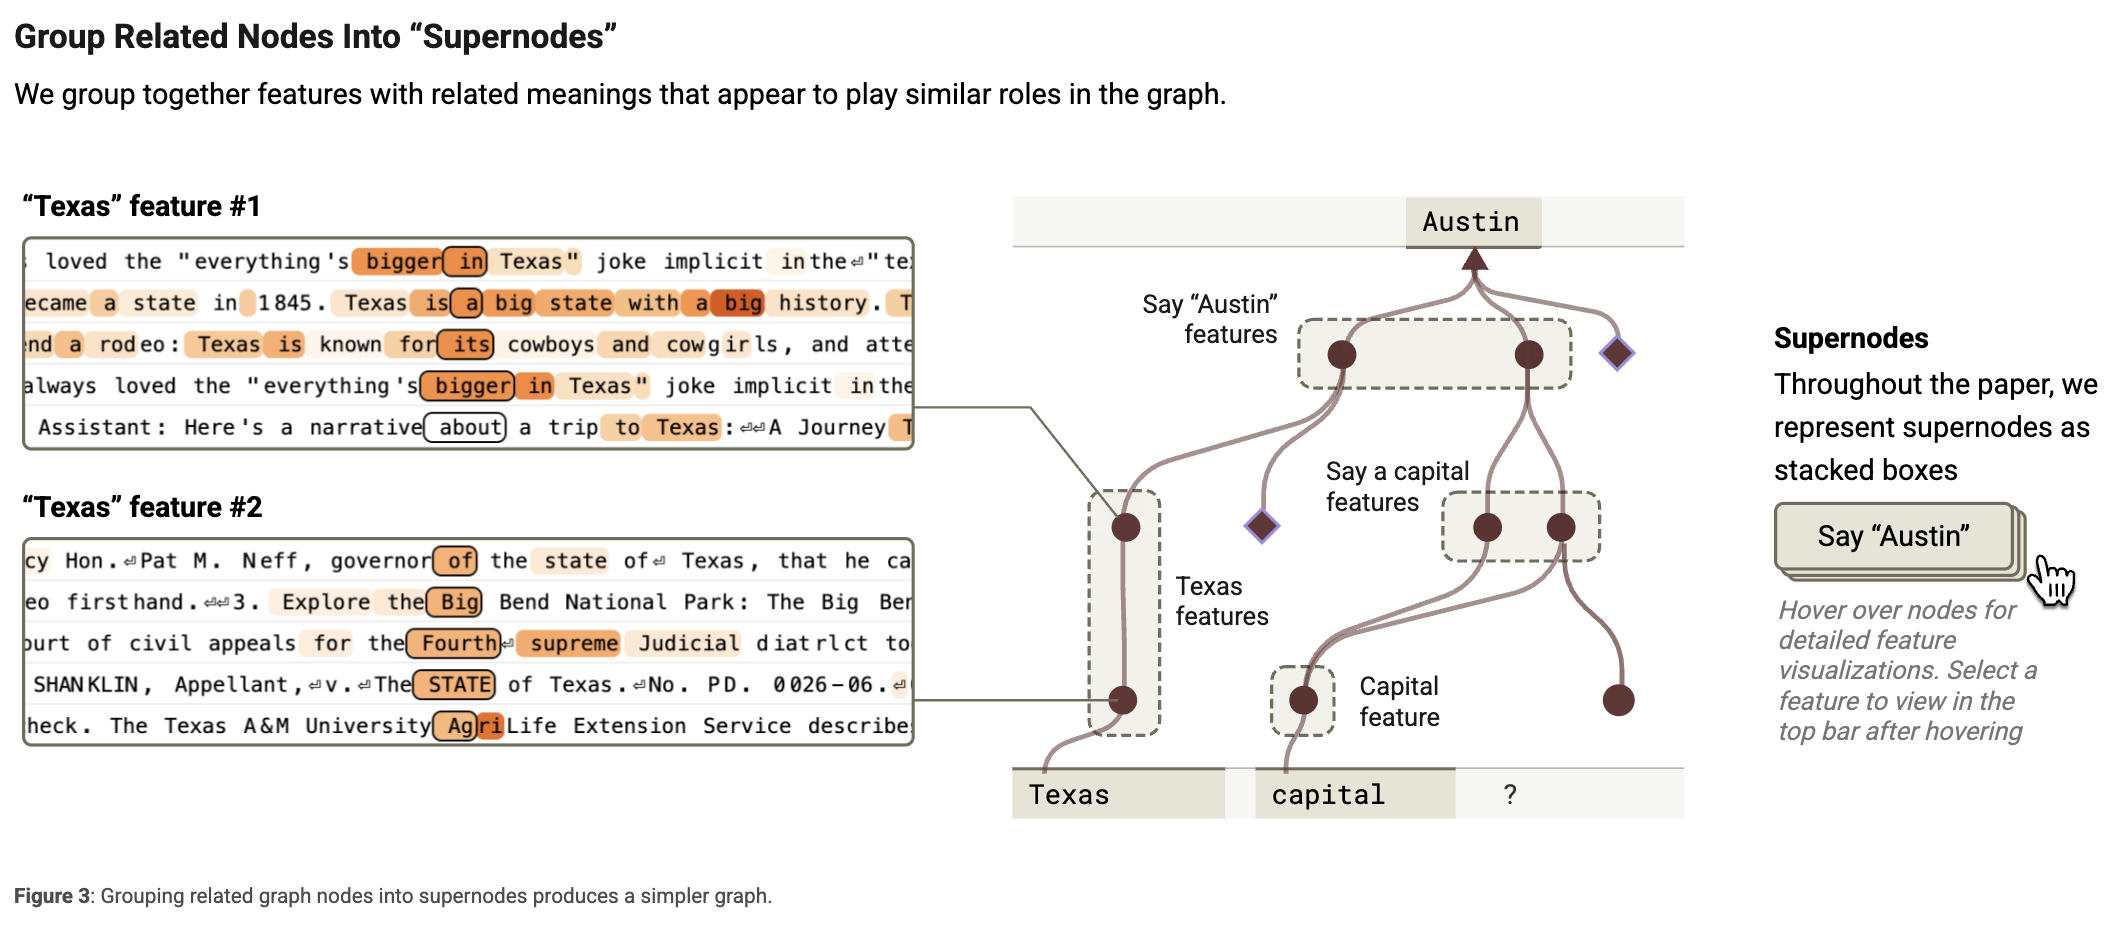 Group Related Nodes Into “Supernodes”
We group together features with related meanings that appear to play similar roles in the graph.
“Texas” feature #1
loved the "everything's bigger in Texas" joke implicit in the⏎"te
ecame a state in 1845. Texas is a big state with a big history. T
nd a rodeo: Texas is known for its cowboys and cowgirls, and atte
always loved the "everything's bigger in Texas" joke implicit in the
Assistant: Here's a narrative about a trip to Texas:⏎⏎A Journey T
“Texas” feature #2
cy Hon.⏎Pat M. Neff, governor of the state of⏎ Texas, that he ca
eo firsthand.⏎⏎3. Explore the Big Bend National Park: The Big Ben
ourt of civil appeals for the Fourth⏎ supreme Judicial diatrlct to
SHANKLIN, Appellant,⏎v.⏎The STATE of Texas.⏎No. PD. 0026-06.⏎
heck. The Texas A&M University AgriLife Extension Service describe
Austin
Say “Austin”
features
Say a capital
features
Texas
features
Capital
feature
Texas
capital
?
Supernodes
Throughout the paper, we
represent supernodes as
stacked boxes
Say “Austin”
Hover over nodes for
detailed feature
visualizations. Select a
feature to view in the
top bar after hovering
Figure 3: Grouping related graph nodes into supernodes produces a simpler graph.